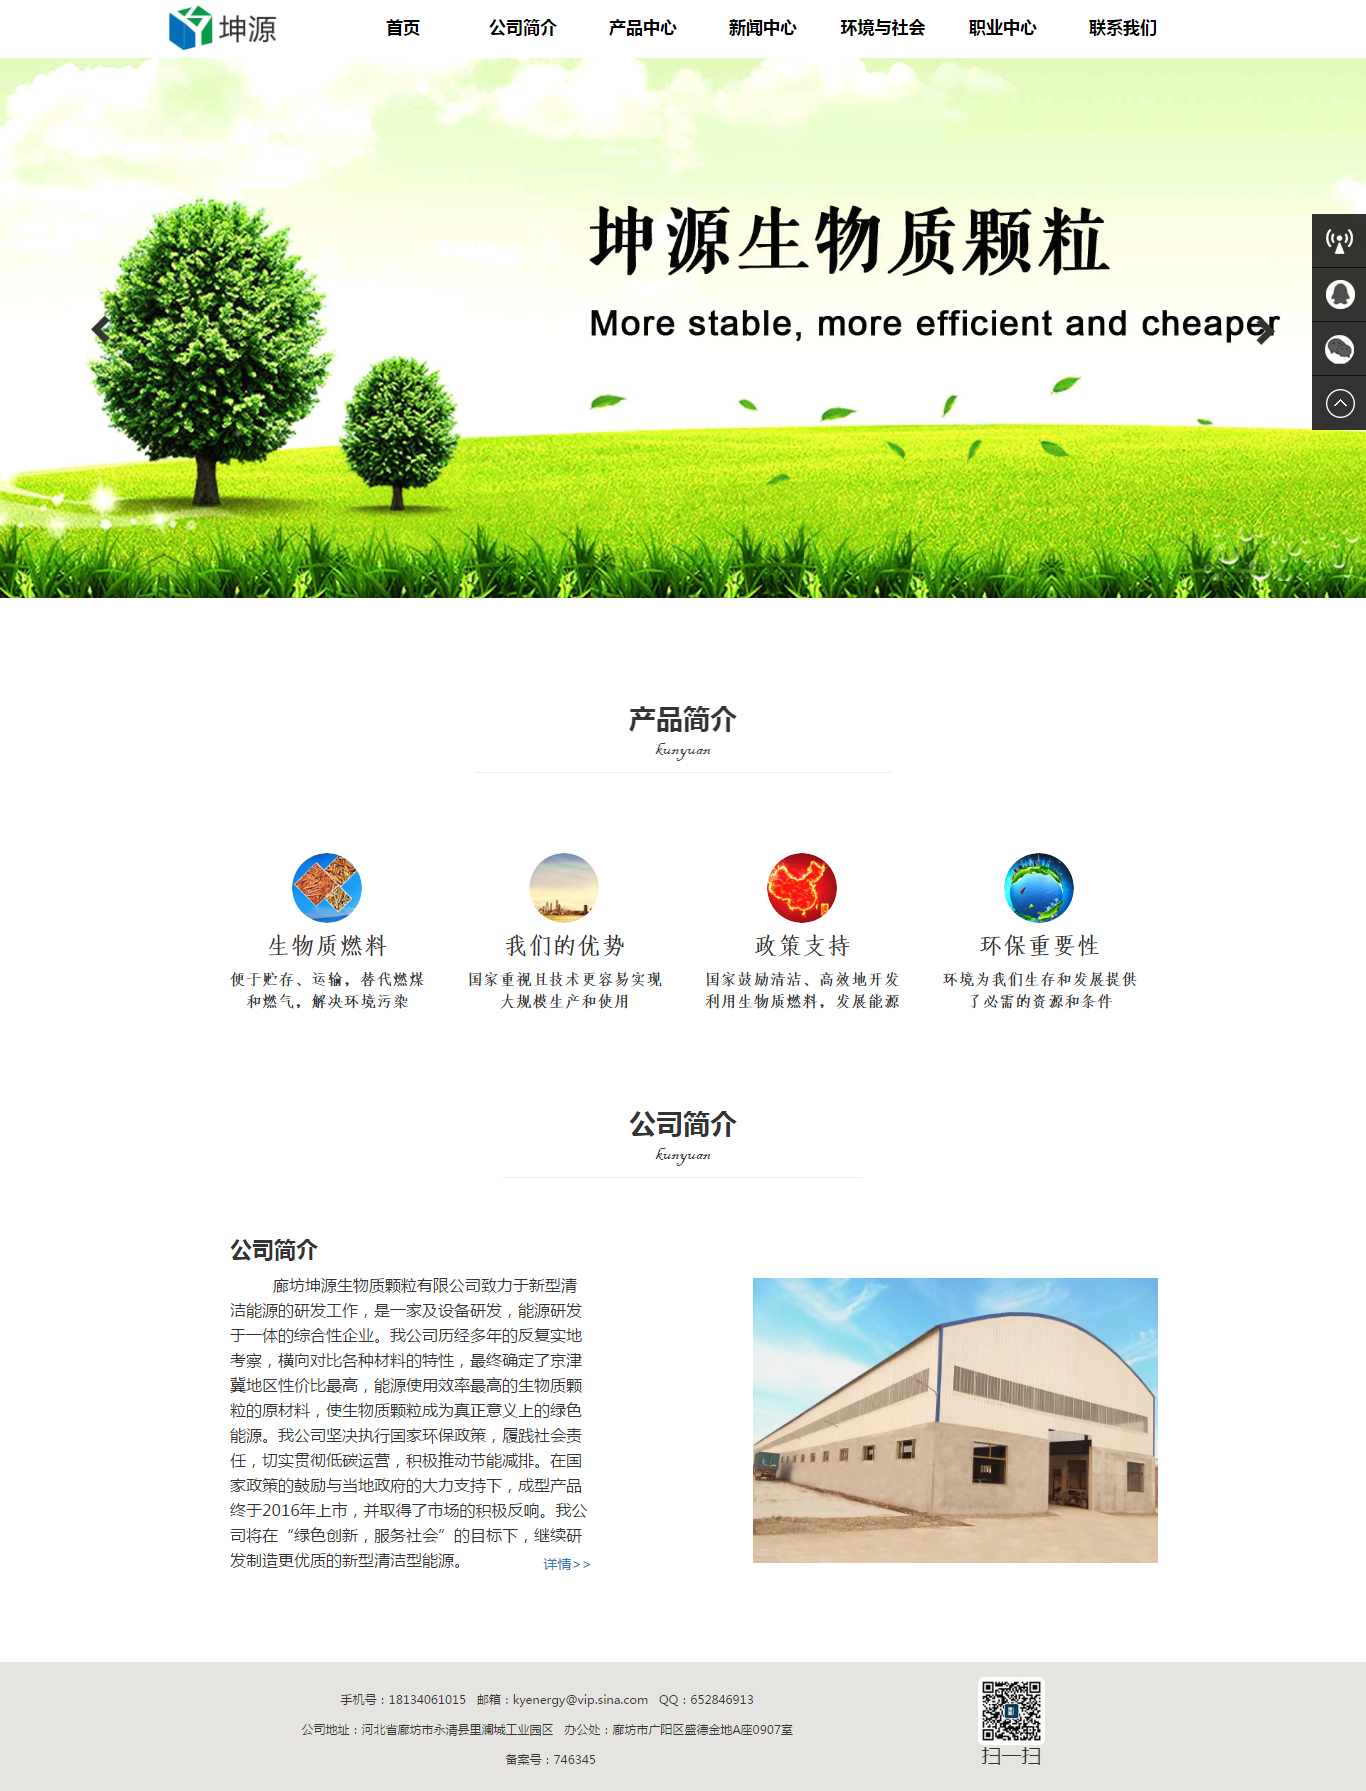 坤源
首页 公司简介 产品中心 新闻中心 环境与社会 职业中心 联系我们
坤源生物质颗粒
More stable, more efficient and cheaper
产品简介
kunyuan
生物质燃料
便于贮存、运输，替代燃煤
和燃气，解决环境污染
我们的优势
国家重视且技术更容易实现
大规模生产和使用
政策支持
国家鼓励清洁、高效地开发
利用生物质燃料，发展能源
环保重要性
环境为我们生存和发展提供
了必需的资源和条件
公司简介
kunyuan
公司简介
廊坊坤源生物质颗粒有限公司致力于新型清
洁能源的研发工作，是一家及设备研发，能源研发
于一体的综合性企业。我公司历经多年的反复实地
考察，横向对比各种材料的特性，最终确定了京津
冀地区性价比最高，能源使用效率最高的生物质颗
粒的原材料，使生物质颗粒成为真正意义上的绿色
能源。我公司坚决执行国家环保政策，履践社会责
任，切实贯彻低碳运营，积极推动节能减排。在国
家政策的鼓励与当地政府的大力支持下，成型产品
终于2016年上市，并取得了市场的积极反响。我公
司将在“绿色创新，服务社会”的目标下，继续研
发制造更优质的新型清洁型能源。
详情>>
手机号：18134061015 邮箱：kyenergy@vip.sina.com QQ：652846913
公司地址：河北省廊坊市永清县里澜城工业园区 办公处：廊坊市广阳区盛德金地A座0907室
备案号：746345
扫一扫